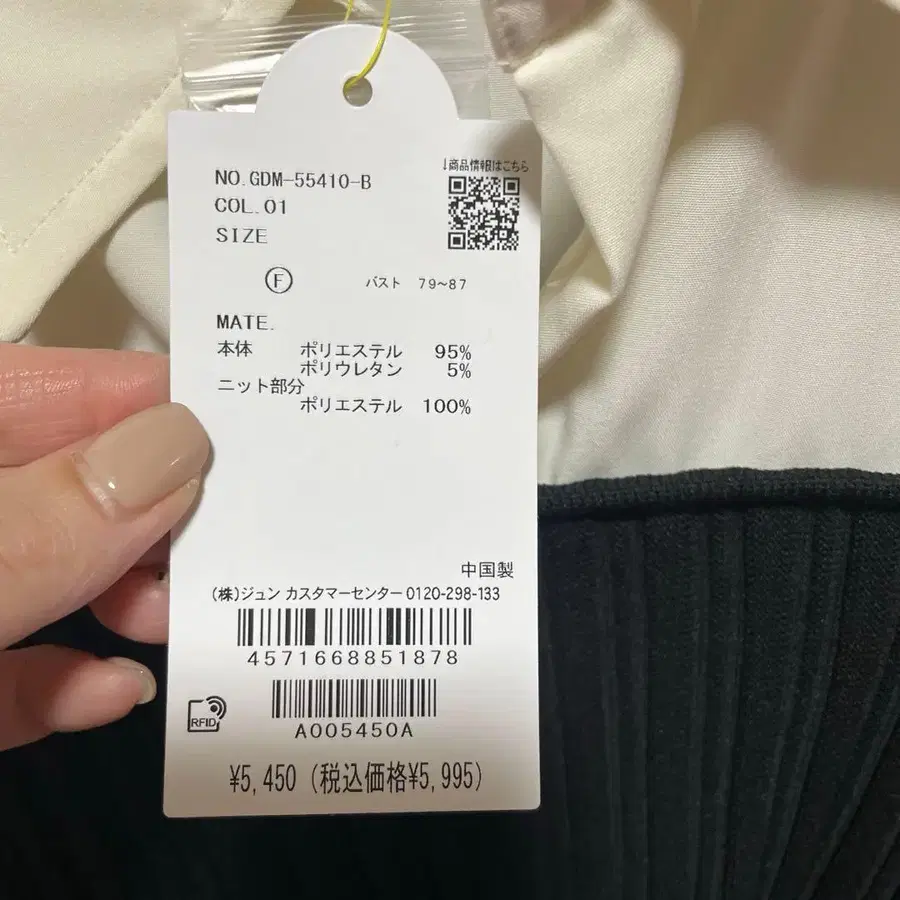 ↓商品情報はこちら
NO.GDM-55410-B
COL.01
SIZE
Ⓕ バスト 79~87
MATE.
本体 ポリエステル 95%
ポリウレタン 5%
ニット部分
ポリエステル 100%
中国製
(株)ジュン カスタマーセンター 0120-298-133
4571668851878
RFID
A005450A
¥5,450 (税込価格¥5,995)